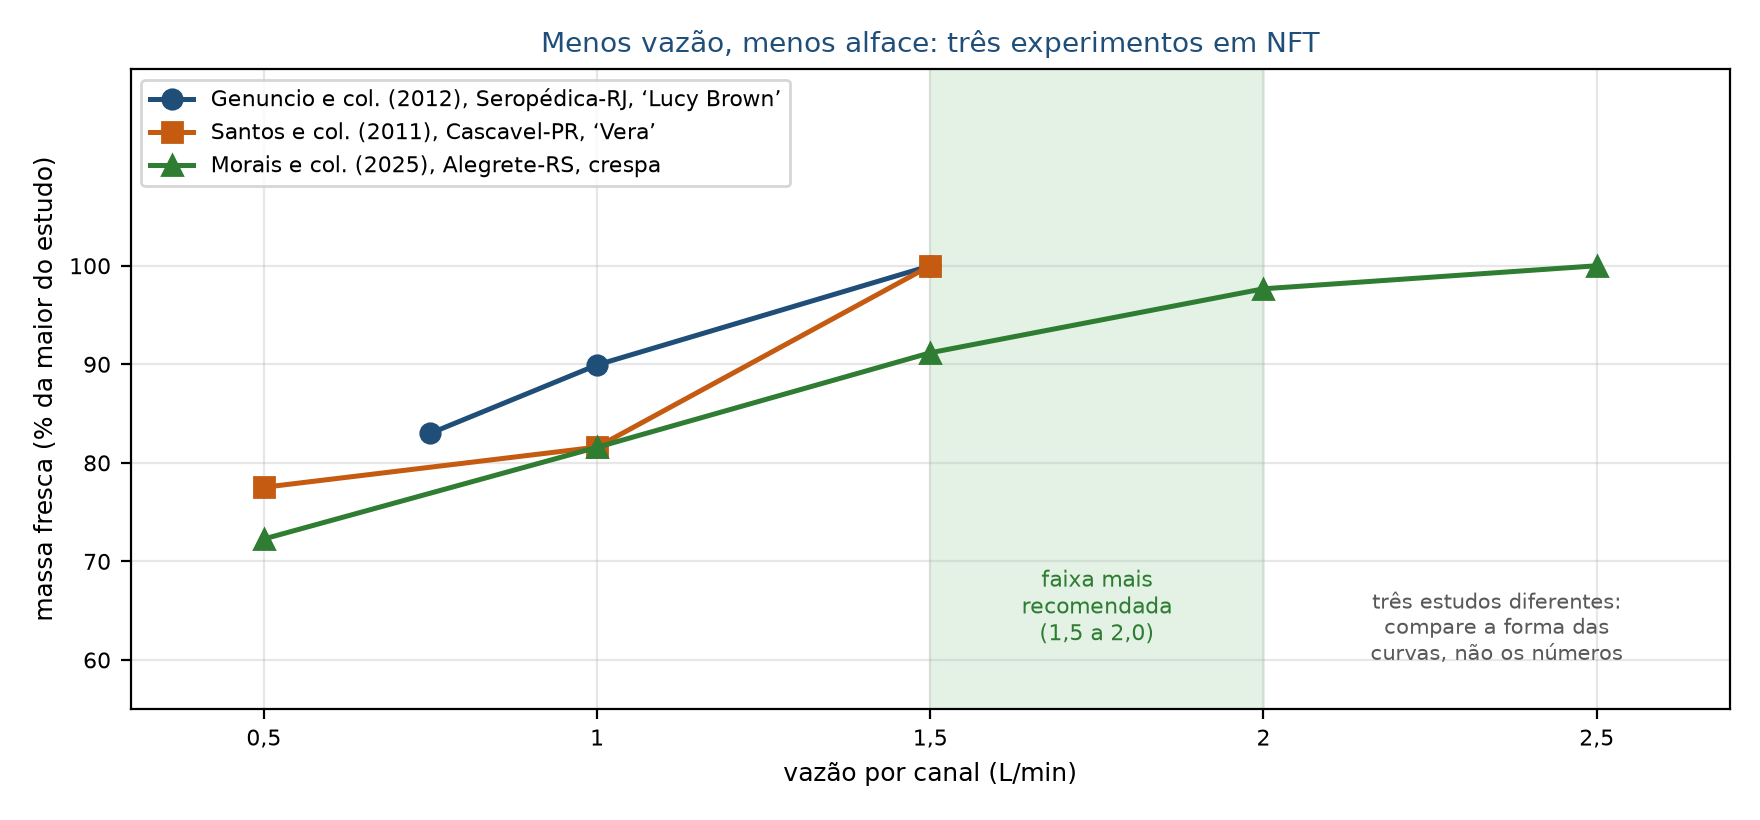 Menos vazão, menos alface: três experimentos em NFT
Genuncio e col. (2012), Seropédica-RJ, ‘Lucy Brown’
Santos e col. (2011), Cascavel-PR, ‘Vera’
Morais e col. (2025), Alegrete-RS, crespa
massa fresca (% da maior do estudo)
100
90
80
70
60
faixa mais
recomendada
(1,5 a 2,0)
três estudos diferentes:
compare a forma das
curvas, não os números
0,5
1
1,5
2
2,5
vazão por canal (L/min)